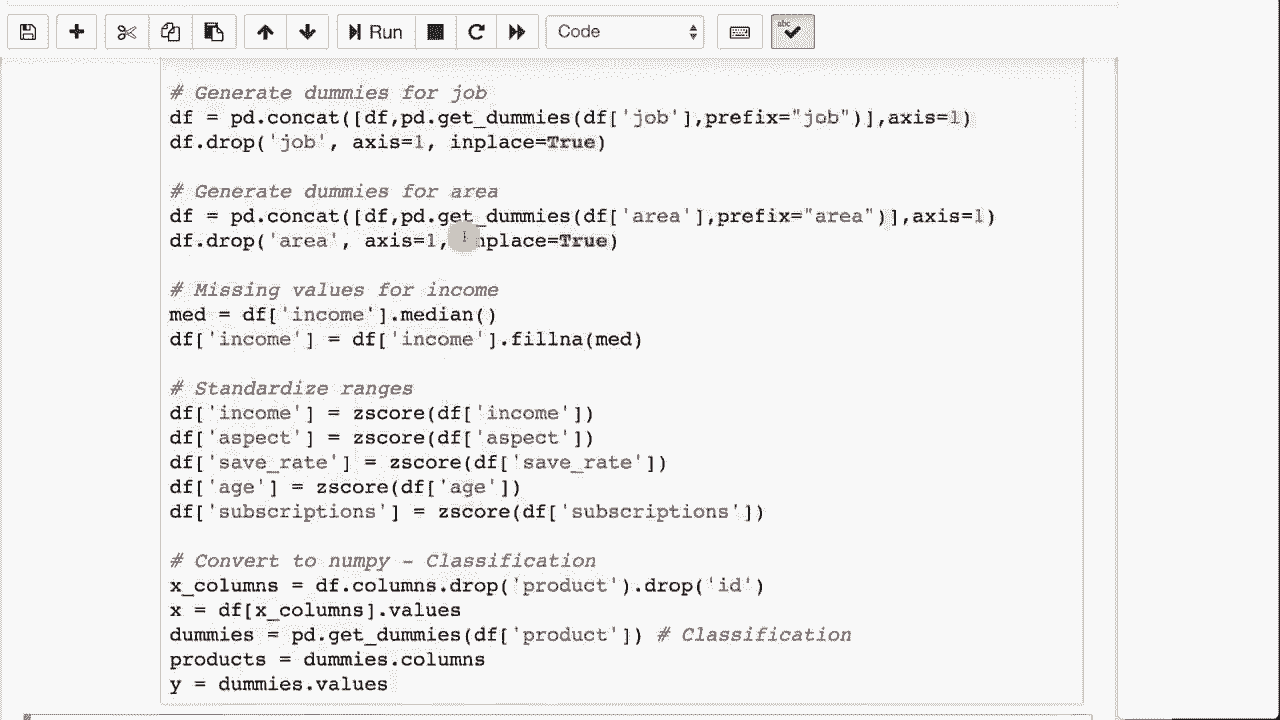 Run Code abc
# Generate dummies for job
df = pd.concat([df,pd.get_dummies(df['job'],prefix="job")],axis=1)
df.drop('job', axis=1, inplace=True)
# Generate dummies for area
df = pd.concat([df,pd.get_dummies(df['area'],prefix="area")],axis=1)
df.drop('area', axis=1, inplace=True)
# Missing values for income
med = df['income'].median()
df['income'] = df['income'].fillna(med)
# Standardize ranges
df['income'] = zscore(df['income'])
df['aspect'] = zscore(df['aspect'])
df['save_rate'] = zscore(df['save_rate'])
df['age'] = zscore(df['age'])
df['subscriptions'] = zscore(df['subscriptions'])
# Convert to numpy - Classification
x_columns = df.columns.drop('product').drop('id')
x = df[x_columns].values
dummies = pd.get_dummies(df['product']) # Classification
products = dummies.columns
y = dummies.values